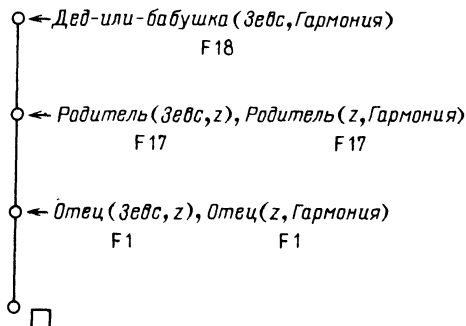 ←Дед-или-бабушка(Зевс,Гармония)
F18
←Родитель(Зевс,z), Родитель(z,Гармония)
F17 F17
←Отец(Зевс,z), Отец(z,Гармония)
F1 F1